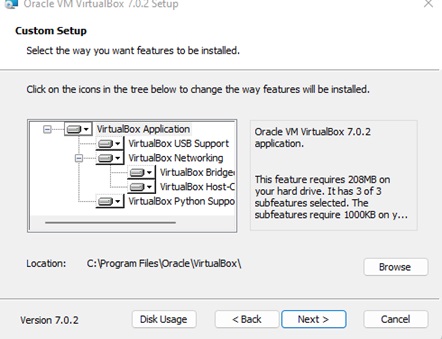 Oracle VM VirtualBox 7.0.2 Setup
Custom Setup
Select the way you want features to be installed.
Click on the icons in the tree below to change the way features will be installed.
VirtualBox Application
VirtualBox USB Support
VirtualBox Networking
VirtualBox Bridge
VirtualBox Host-C
VirtualBox Python Suppo
Oracle VM VirtualBox 7.0.2
application.
This feature requires 208MB on
your hard drive. It has 3 of 3
subfeatures selected. The
subfeatures require 1000KB on y...
Location: C:\Program Files\Oracle\VirtualBox\
Browse
Version 7.0.2 Disk Usage < Back Next > Cancel